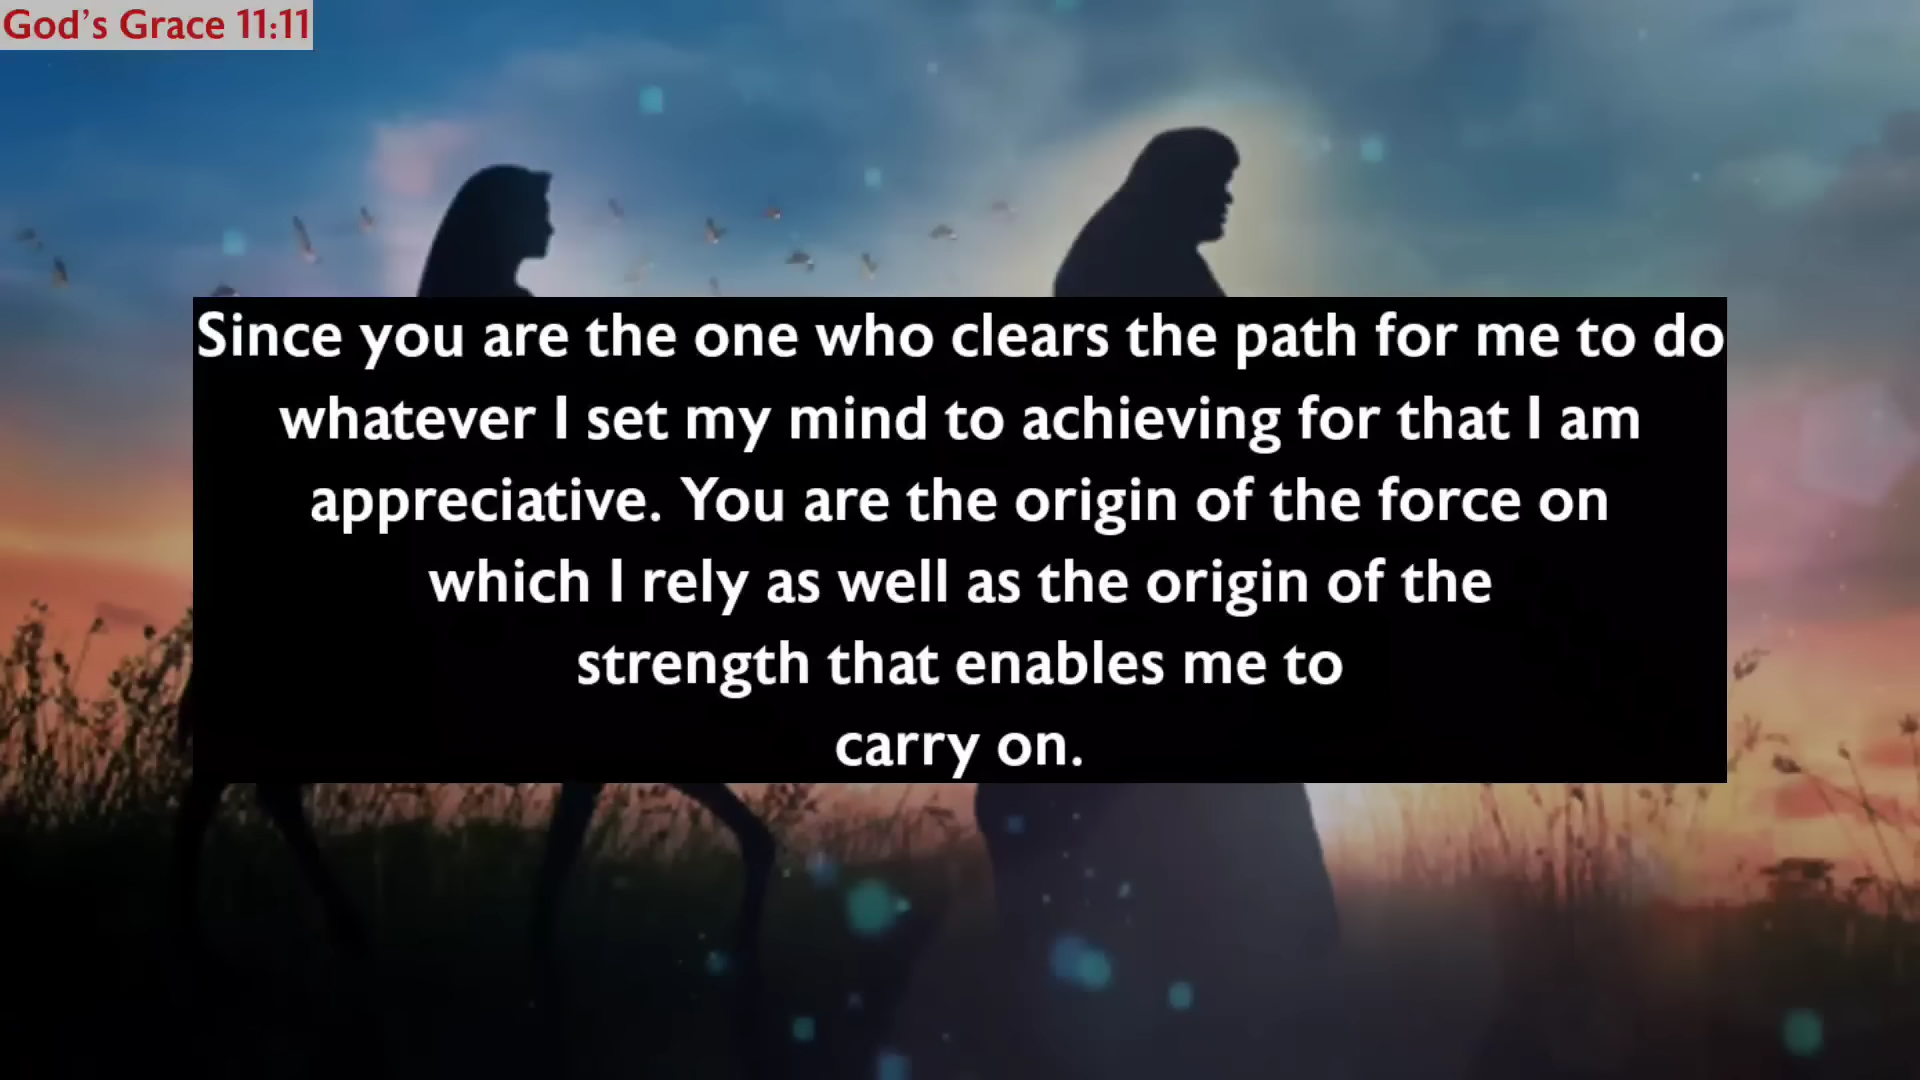 God’s Grace 11:11
Since you are the one who clears the path for me to do
whatever I set my mind to achieving for that I am
appreciative. You are the origin of the force on
which I rely as well as the origin of the
strength that enables me to
carry on.